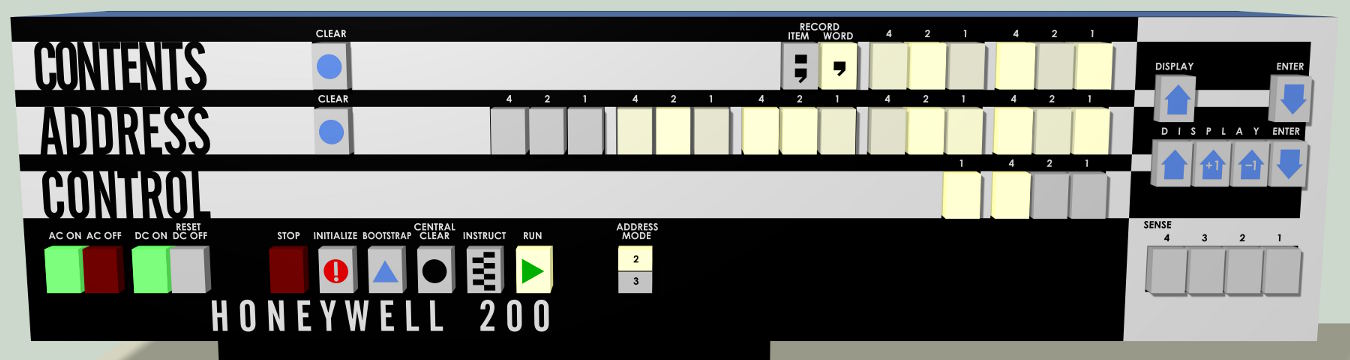 CLEAR RECORD
ITEM WORD 4 2 1 4 2 1
CONTENTS ; ,
DISPLAY ENTER
CLEAR 4 2 1 4 2 1 4 2 1 4 2 1 4 2 1
ADDRESS
DISPLAY ENTER
+1 -1
1 4 2 1
CONTROL
AC ON AC OFF DC ON RESET
DC OFF
STOP INITIALIZE BOOTSTRAP CENTRAL
CLEAR INSTRUCT RUN
ADDRESS
MODE
2
3
SENSE
4 3 2 1
!
HONEYWELL 200